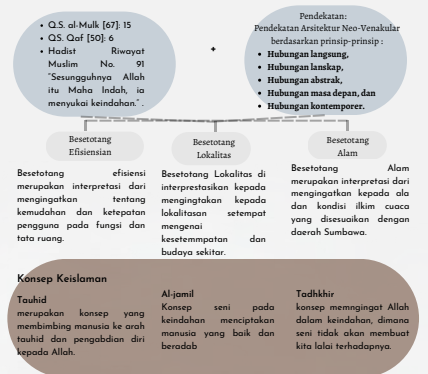 • Q.S. al-Mulk [67]: 15
• Q.S. Qaf [50]: 6
• Hadist Riwayat
Muslim No. 91
"Sesungguhnya Allah
itu Maha Indah, ia
menyukai keindahan." .
+
Pendekatan:
Pendekatan Arsitektur Neo-Venakular
berdasarkan prinsip-prinsip :
• Hubungan langsung,
• Hubungan lanskap,
• Hubungan abstrak,
• Hubungan masa depan, dan
• Hubungan kontemporer.
Besetotang
Efisiensian
Besetotang efisiensi
merupakan interpretasi dari
mengingatkan tentang
kemudahan dan ketepatan
pengguna pada fungsi dan
tata ruang.
Besetotang
Lokalitas
Besetotang Lokalitas di
interprestasikan kepada
mengingtakan kepada
lokalitasan setempat
mengenai
kesetemmpatan dan
budaya sekitar.
Besetotang
Alam
Besetotang Alam
merupakan interpretasi dari
mengingatkan kepada ala
dan kondisi ilkim cuaca
yang disesuaikan dengan
daerah Sumbawa.
Konsep Keislaman
Tauhid
merupakan konsep yang
membimbing manusia ke arah
tauhid dan pengabdian diri
kepada Allah.
Al-jamil
Konsep seni pada
keindahan menciptakan
manusia yang baik dan
beradab
Tadhkhir
konsep memngingat Allah
dalam keindahan, dimana
seni tidak akan membuat
kita lalai terhadapnya.